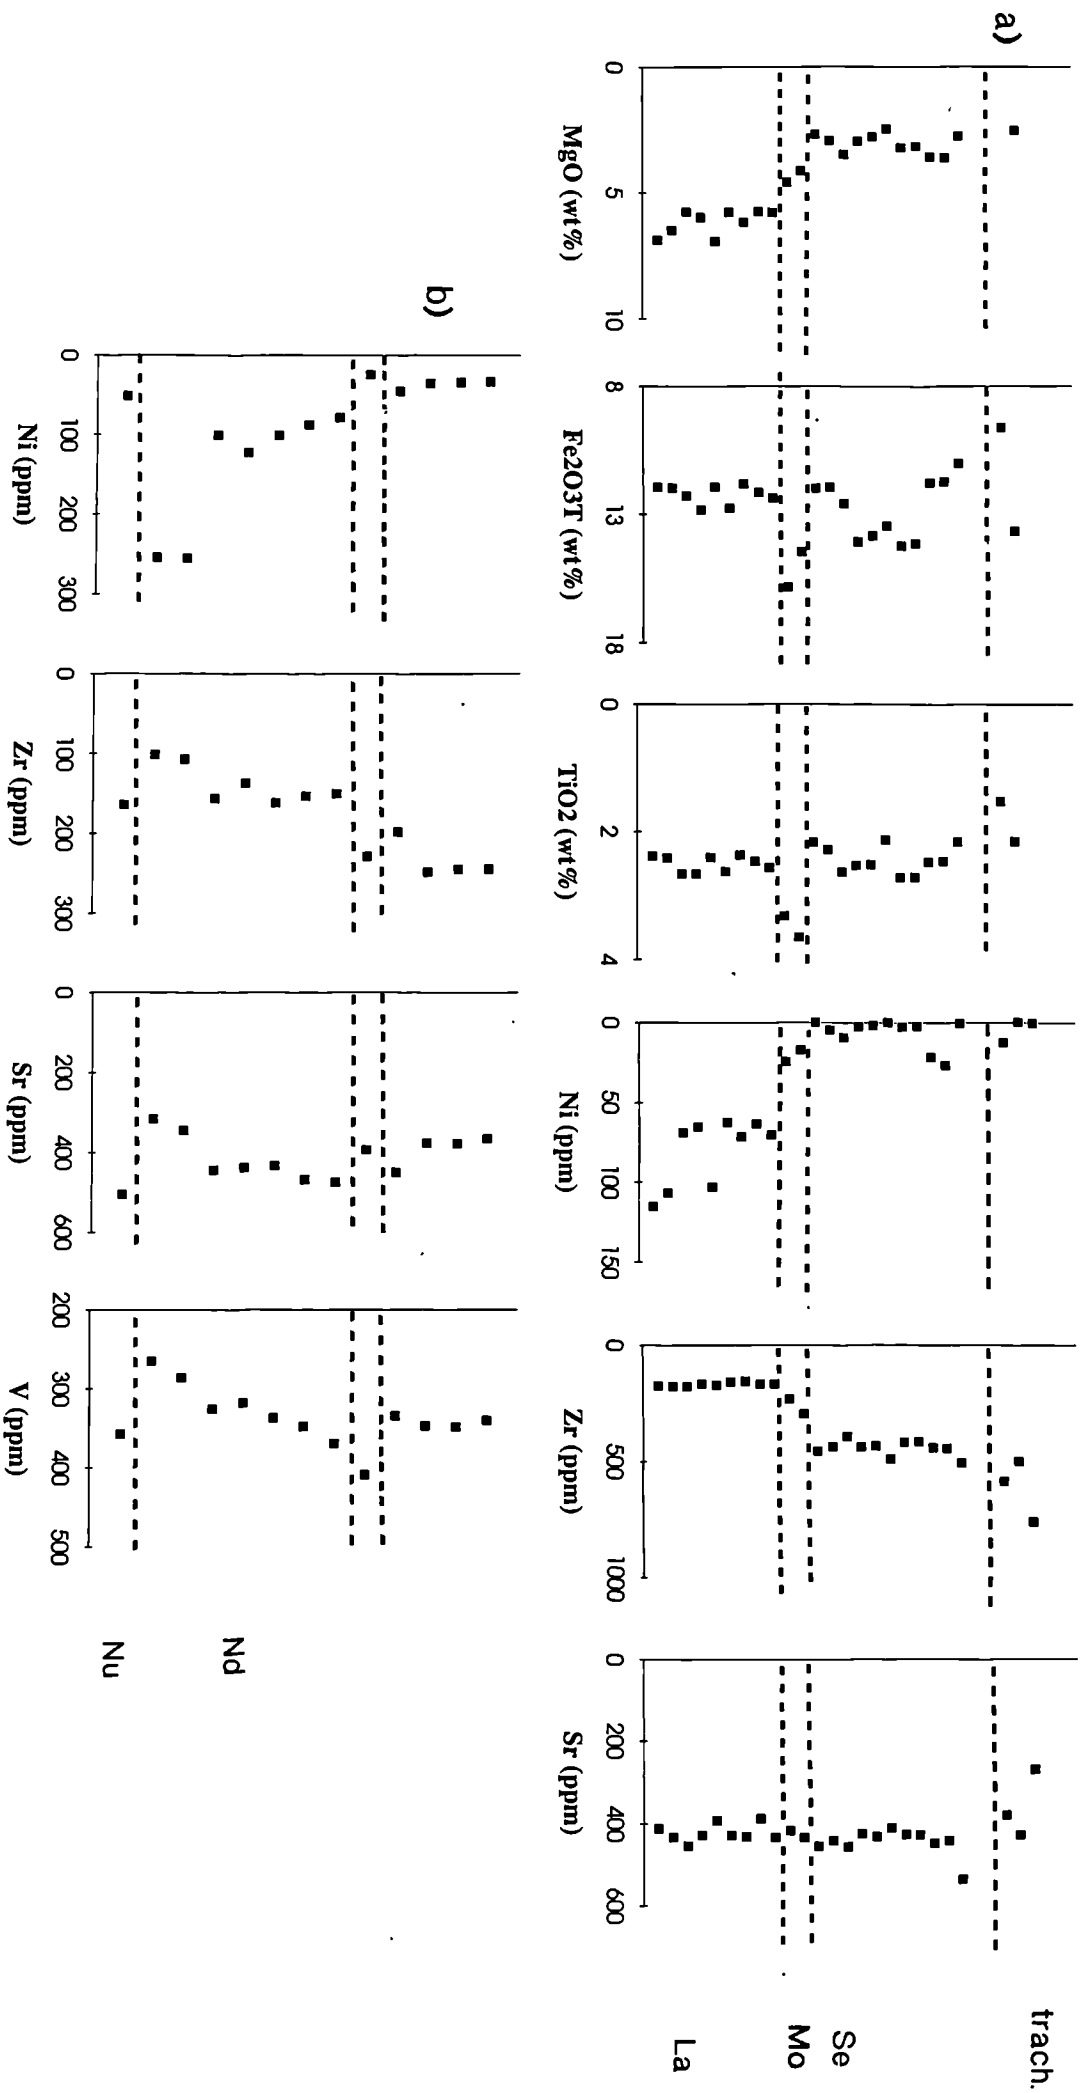 a)
0 5 10
MgO (wt%)
8 13 18
Fe2O3T (wt%)
0 2 4
TiO2 (wt%)
0 50 100 150
Ni (ppm)
0 500 1000
Zr (ppm)
0 200 400 600
Sr (ppm)
trach.
Se
Mo
La
b)
0 100 200 300
Ni (ppm)
0 100 200 300
Zr (ppm)
0 200 400 600
Sr (ppm)
200 300 400 500
V (ppm)
Nd
Nu